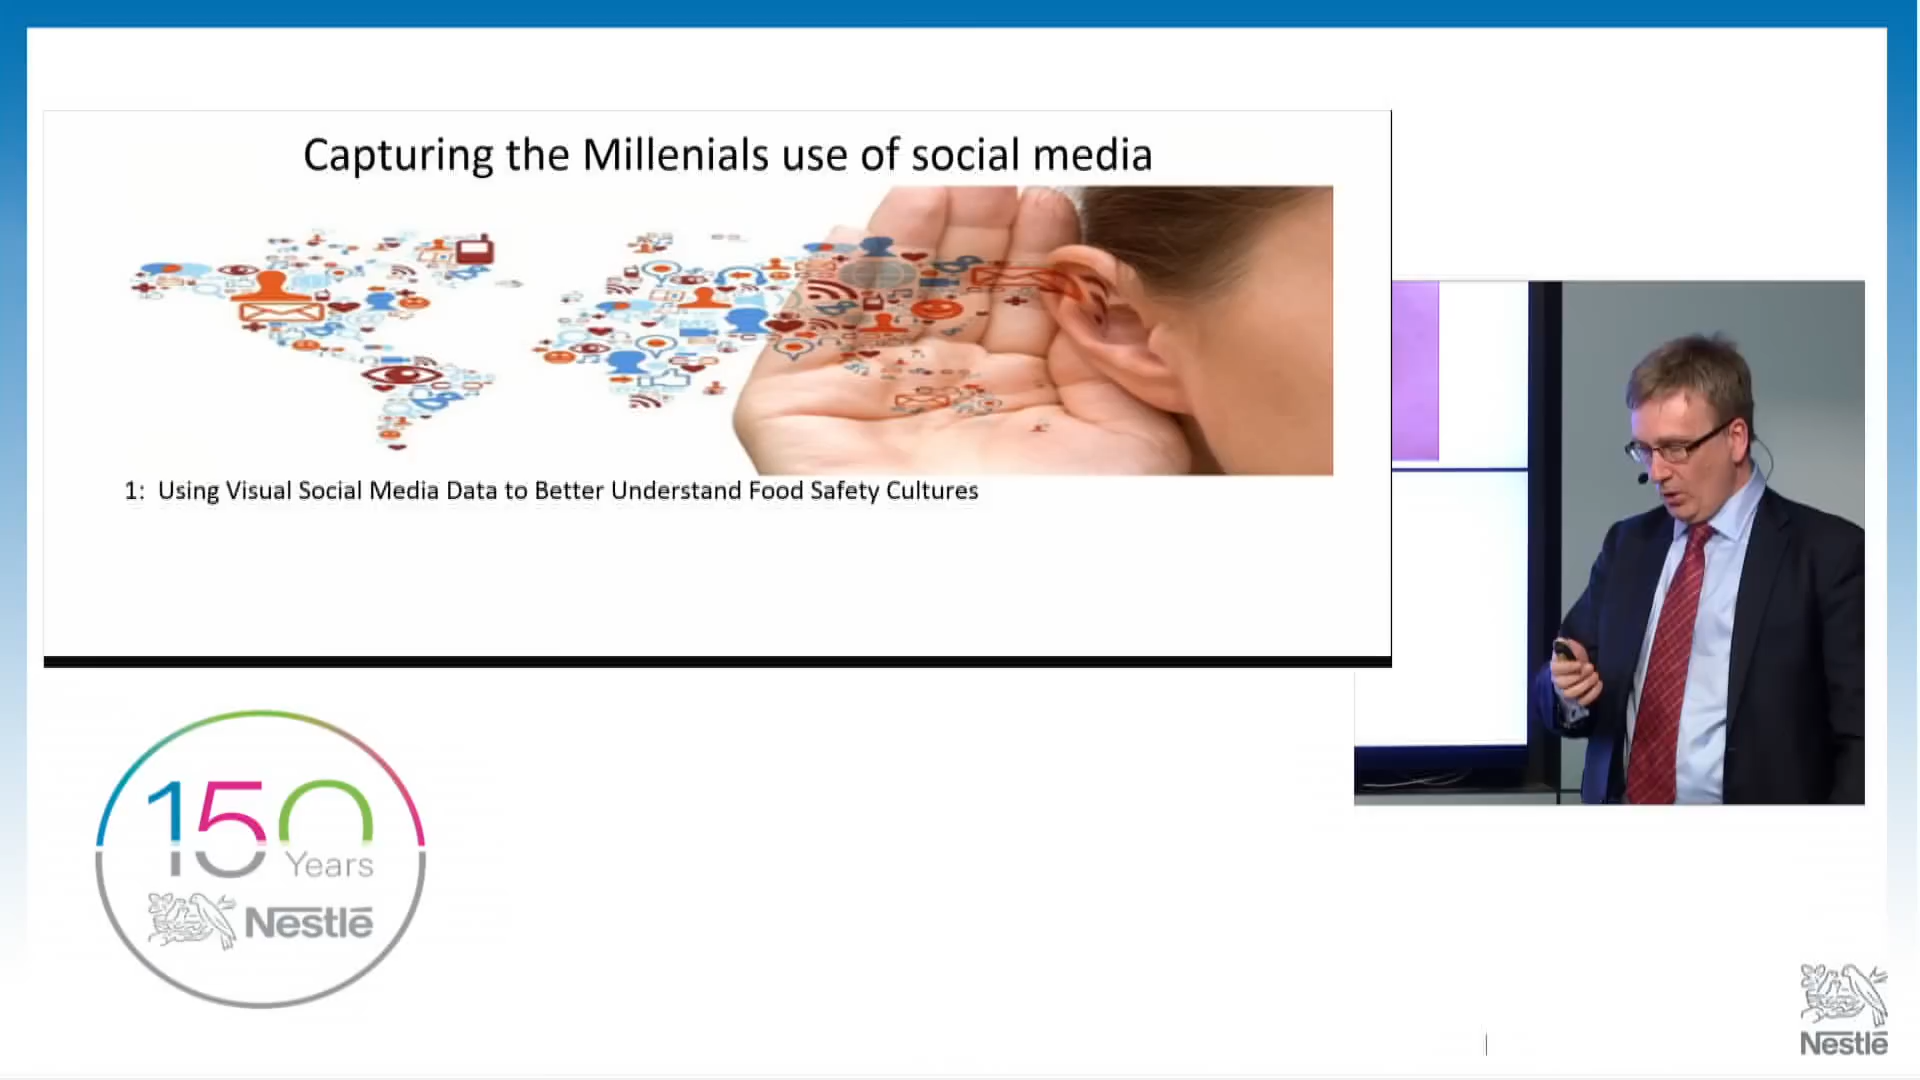 Capturing the Millenials use of social media
1: Using Visual Social Media Data to Better Understand Food Safety Cultures
150
Years
Nestlé
Nestlé